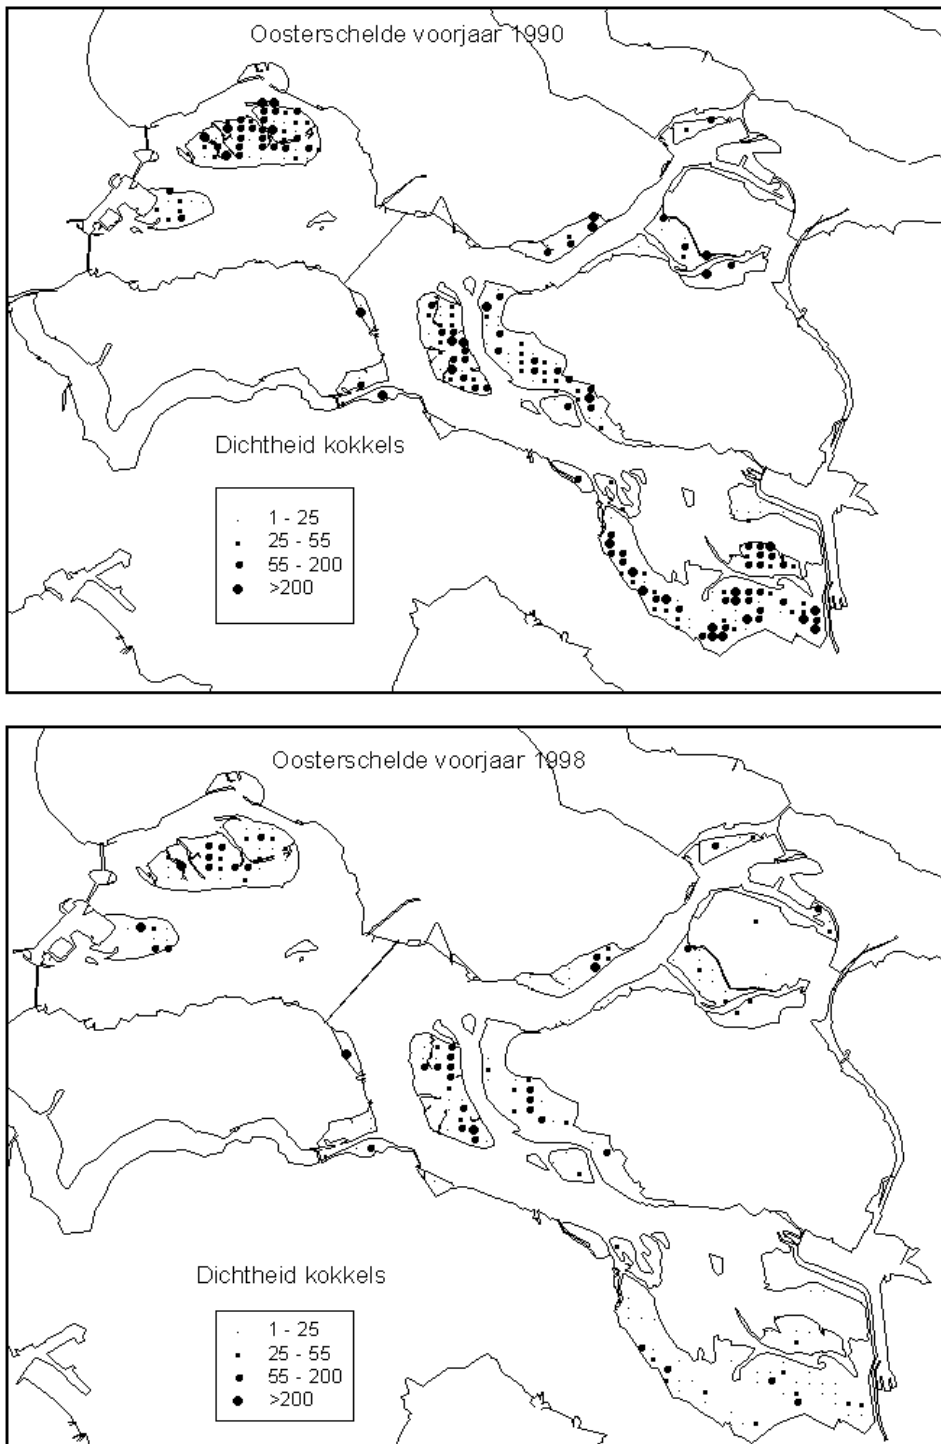 Oosterschelde voorjaar 1990
Dichtheid kokkels
1 - 25
25 - 55
55 - 200
>200
Oosterschelde voorjaar 1998
Dichtheid kokkels
1 - 25
25 - 55
55 - 200
>200